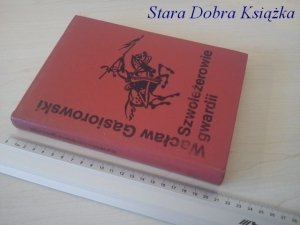 Stara Dobra Książka
Wacław Gąsiorowski
Szwoleżerowie
gwardii